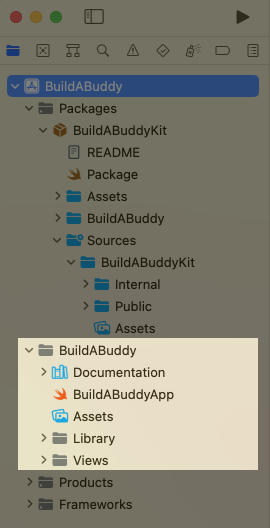 BuildABuddy
Packages
BuildABuddyKit
README
Package
Assets
BuildABuddy
Sources
BuildABuddyKit
Internal
Public
Assets
BuildABuddy
Documentation
BuildABuddyApp
Assets
Library
Views
Products
Frameworks